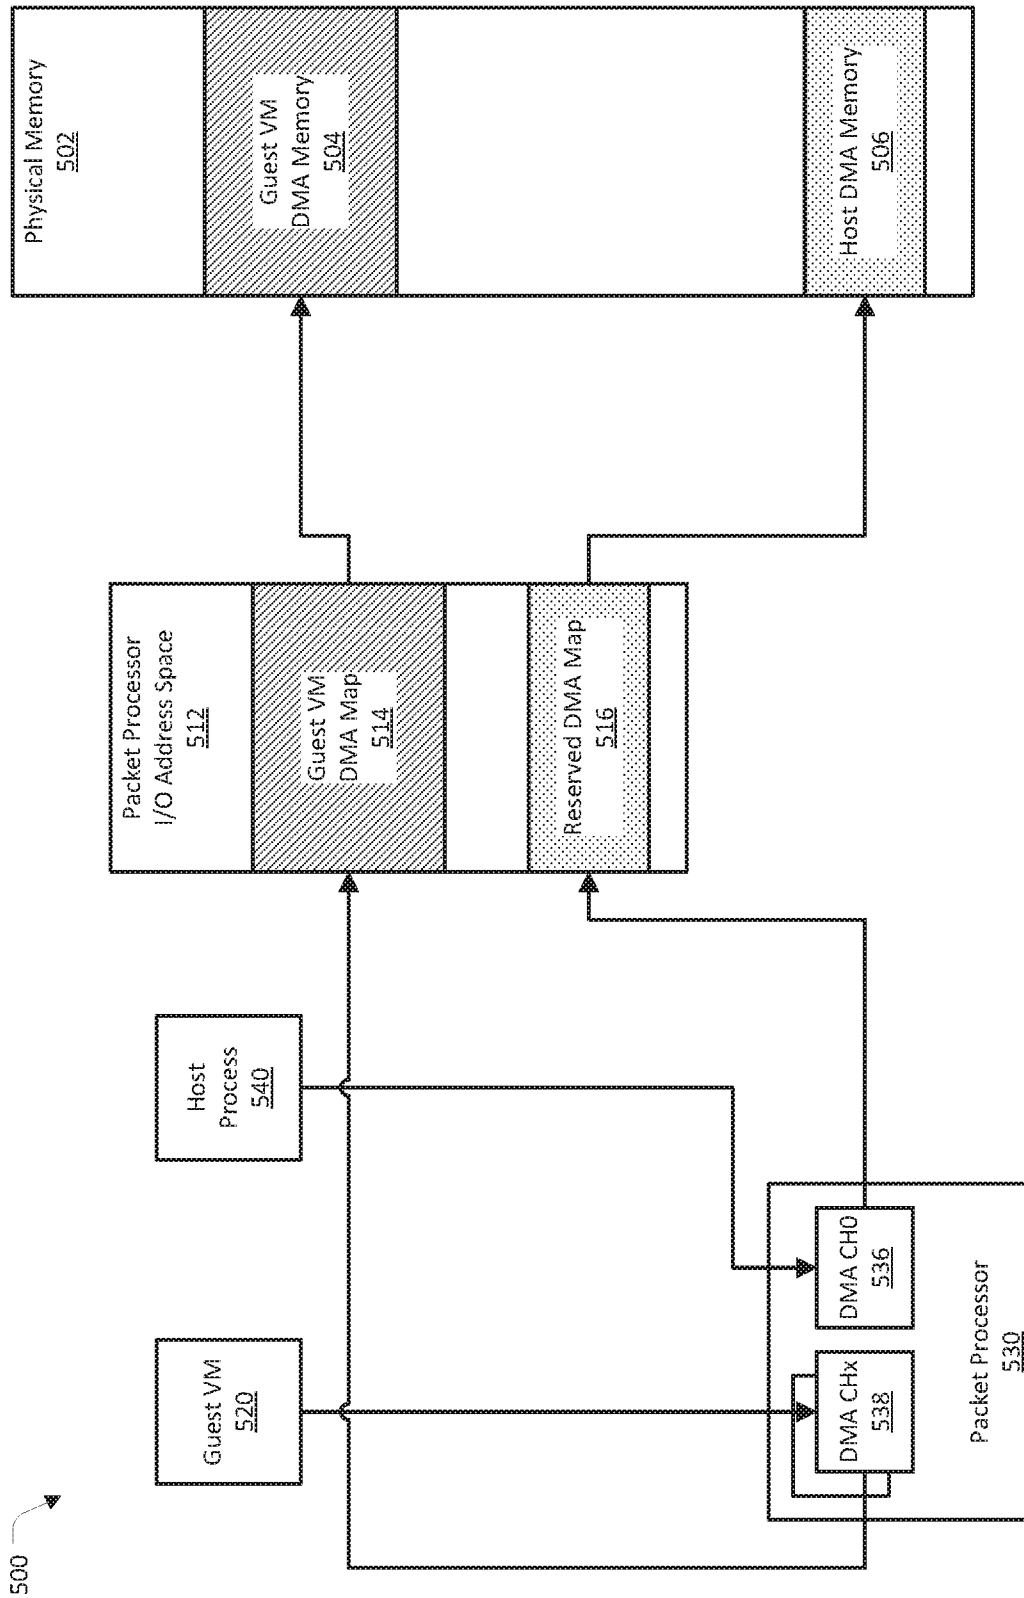 500
Guest VM
520
Host
Process
540
Packet Processor
I/O Address Space
512
Guest VM
DMA Map
514
Reserved DMA Map
516
Physical Memory
502
Guest VM
DMA Memory
504
Host DMA Memory
506
DMA CHx
538
DMA CH0
536
Packet Processor
530